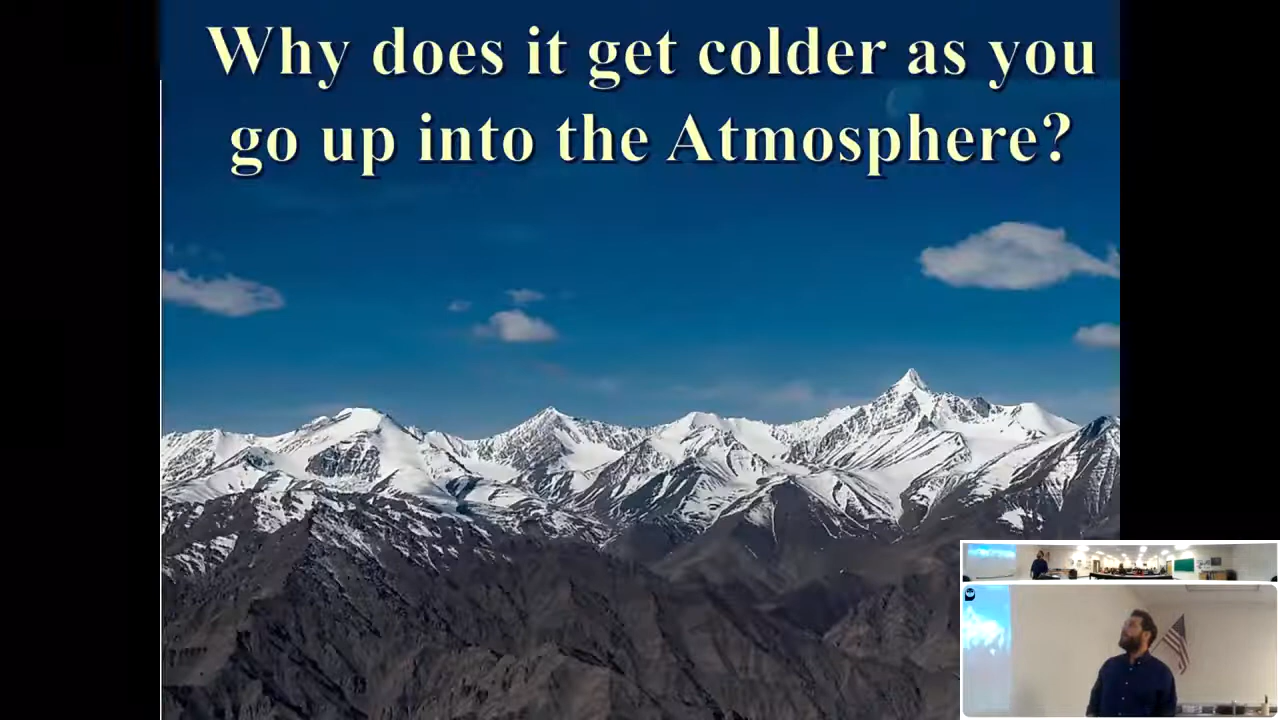 Why does it get colder as you
go up into the Atmosphere?